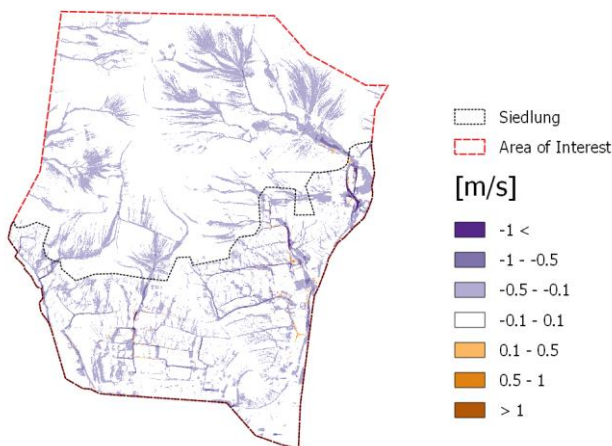 Siedlung
Area of Interest
[m/s]
-1 <
-1 - -0.5
-0.5 - -0.1
-0.1 - 0.1
0.1 - 0.5
0.5 - 1
> 1